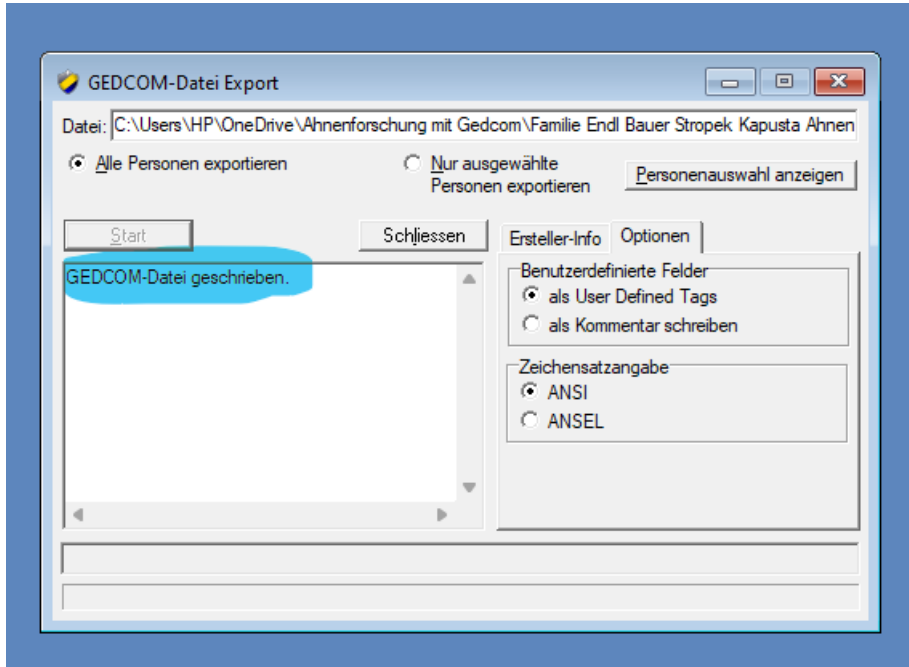 GEDCOM-Datei Export
Datei: C:\Users\HP\OneDrive\Ahnenforschung mit Gedcom\Familie Endl Bauer Stropek Kapusta Ahnen
Alle Personen exportieren
Nur ausgewählte
Personen exportieren
Personenauswahl anzeigen
Start
Schliessen
Ersteller-Info
Optionen
GEDCOM-Datei geschrieben.
Benutzerdefinierte Felder
als User Defined Tags
als Kommentar schreiben
Zeichensatzangabe
ANSI
ANSEL